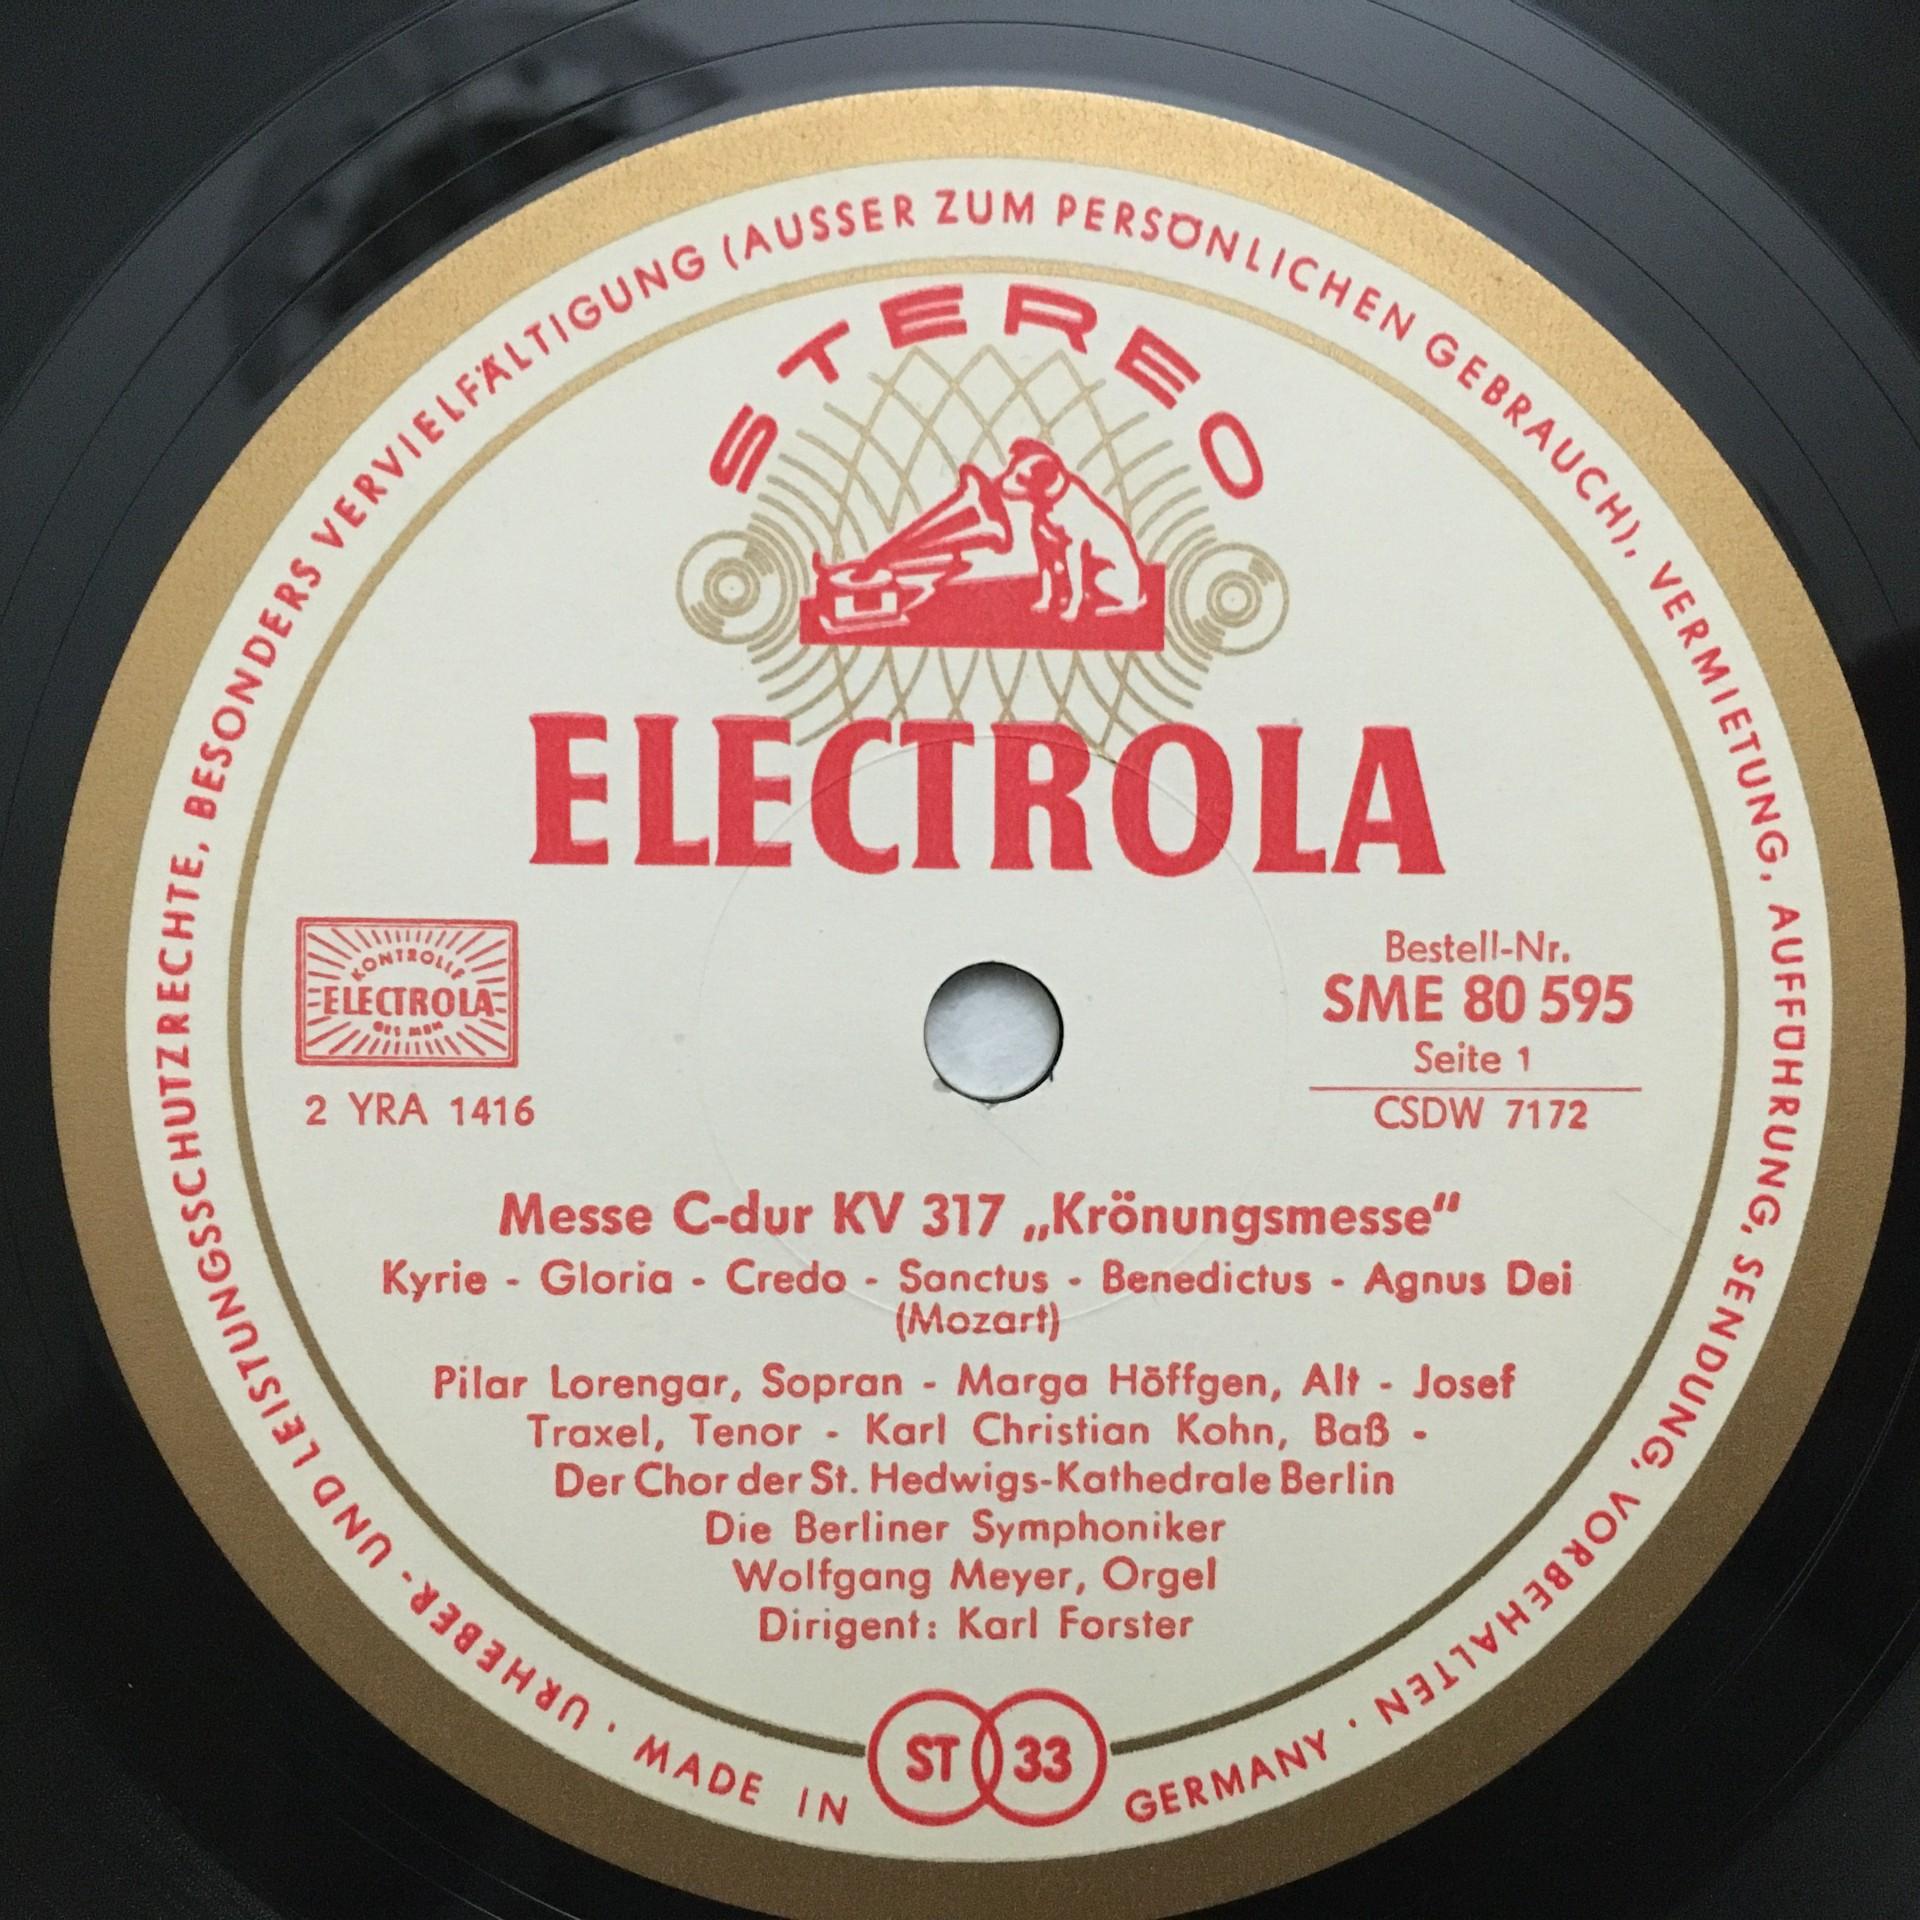 URHEBER- UND LEISTUNGSSCHUTZRECHTE, BESONDERS VERVIELFÄLTIGUNG (AUSSER ZUM PERSÖNLICHEN GEBRAUCH), VERMIETUNG, AUFFÜHRUNG, SENDUNG, VORBEHALTEN ·
STEREO
ELECTROLA
KONTROLLE
ELECTROLA
GES MBH
2 YRA 1416
Bestell-Nr.
SME 80 595
Seite 1
CSDW 7172
Messe C-dur KV 317 „Krönungsmesse“
Kyrie - Gloria - Credo - Sanctus - Benedictus - Agnus Dei
(Mozart)
Pilar Lorengar, Sopran - Marga Höffgen, Alt - Josef
Traxel, Tenor - Karl Christian Kohn, Baß -
Der Chor der St. Hedwigs-Kathedrale Berlin
Die Berliner Symphoniker
Wolfgang Meyer, Orgel
Dirigent: Karl Forster
ST 33
MADE IN GERMANY ·